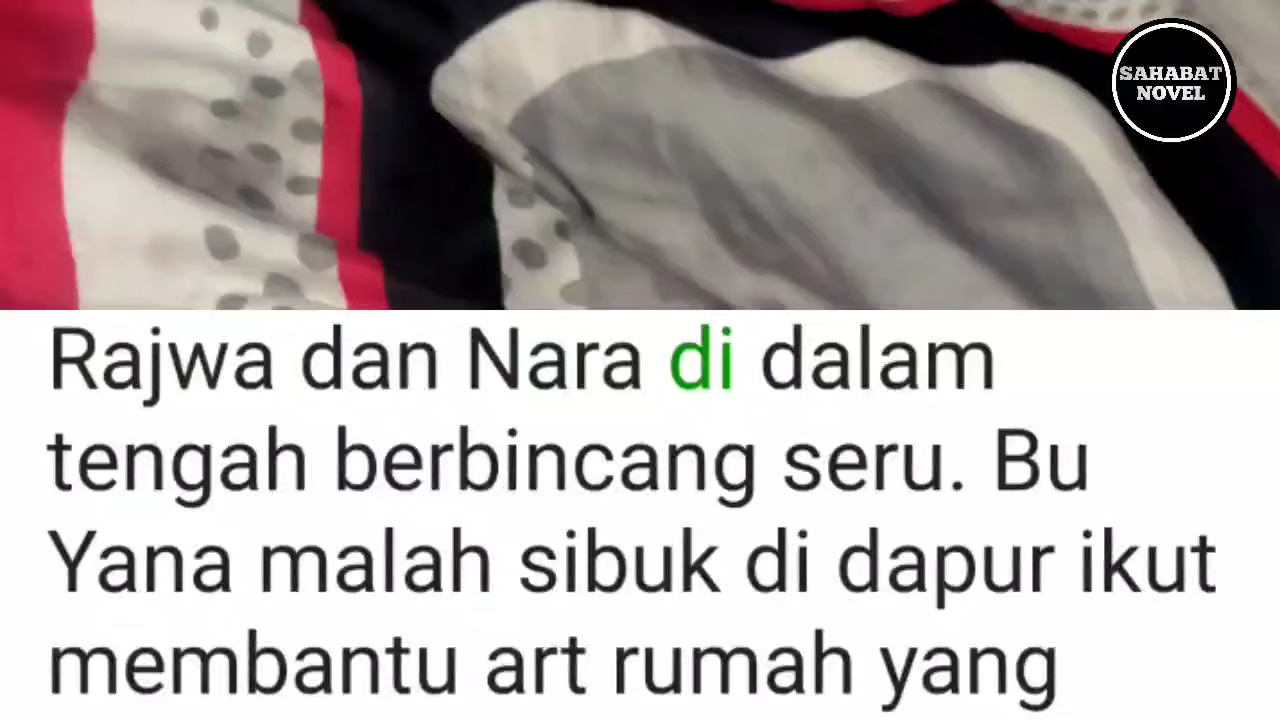 SAHABAT
NOVEL
Rajwa dan Nara di dalam
tengah berbincang seru. Bu
Yana malah sibuk di dapur ikut
membantu art rumah yang